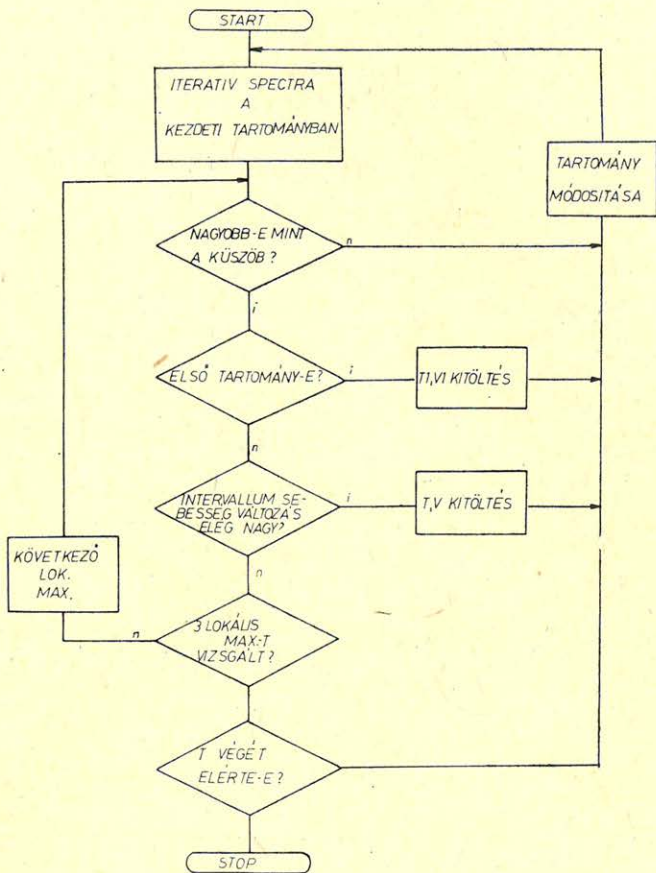 START
ITERATIV SPECTRA
A
KEZDETI TARTOMÁNYBAN
TARTOMÁNY
MÓDOSITÁSA
NAGYOBB-E MINT
A KÜSZÖB?
n
i
ELSŐ TARTOMÁNY-E?
i
T1,V1 KITÖLTÉS
n
INTERVALLUM SE-
BESSEG VÁLTOZÁS
ELÉG NAGY?
i
T,V KITÖLTÉS
n
KÖVETKEZŐ
LOK.
MAX.
3 LOKÁLIS
MAX.-T
VIZSGÁLT?
n
T VÉGÉT
ELÉRTE-E?
STOP